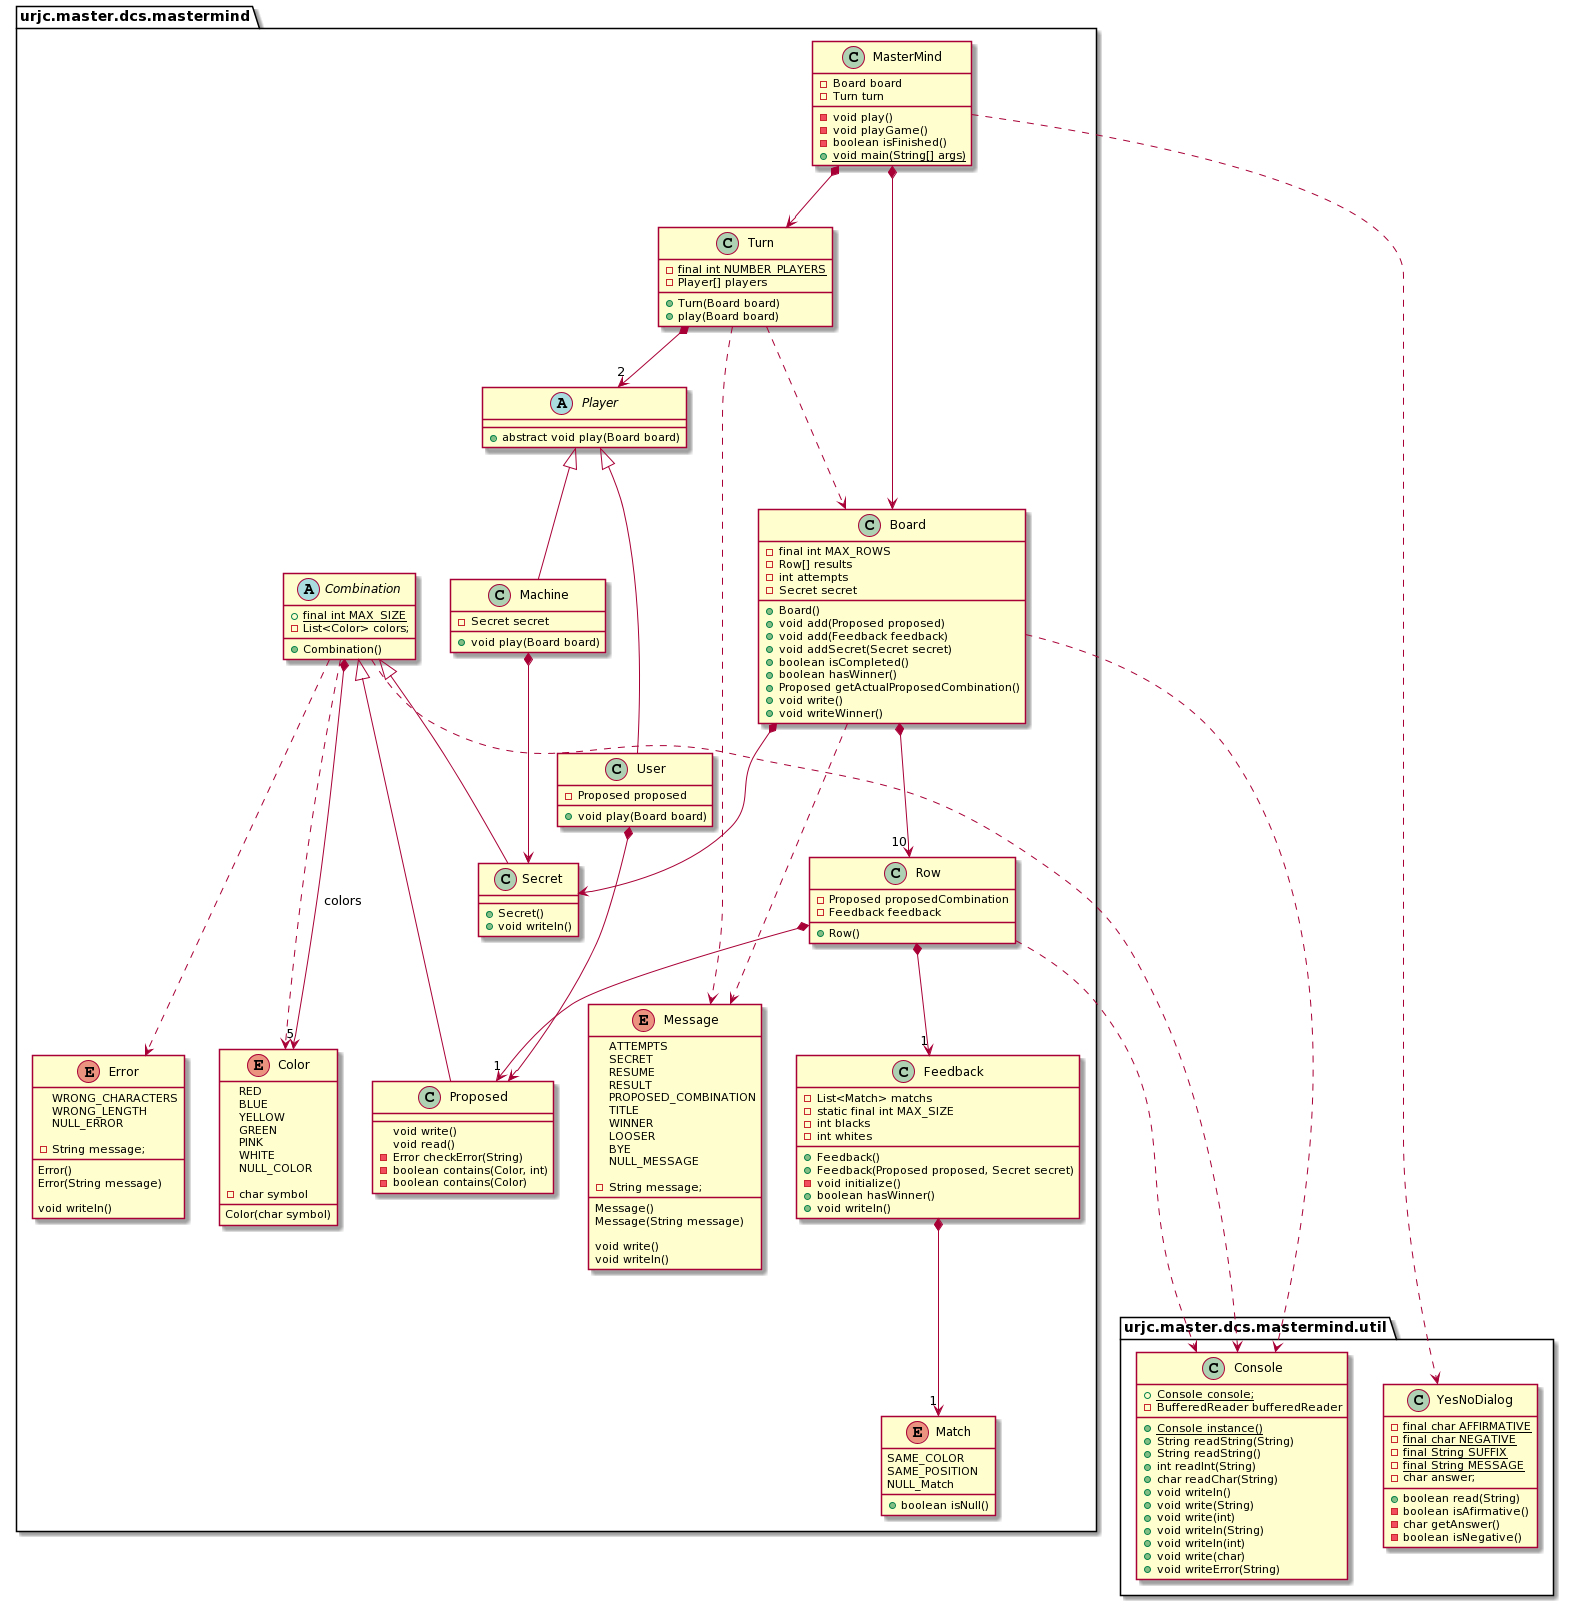 urjc.master.dcs.mastermind
C MasterMind
Board board
Turn turn
void play()
void playGame()
boolean isFinished()
void main(String[] args)
C Turn
final int NUMBER_PLAYERS
Player[] players
Turn(Board board)
play(Board board)
2
A Player
abstract void play(Board board)
C Board
final int MAX_ROWS
Row[] results
int attempts
Secret secret
Board()
void add(Proposed proposed)
void add(Feedback feedback)
void addSecret(Secret secret)
boolean isCompleted()
boolean hasWinner()
Proposed getActualProposedCombination()
void write()
void writeWinner()
A Combination
final int MAX_SIZE
List<Color> colors;
Combination()
C Machine
Secret secret
void play(Board board)
C User
Proposed proposed
void play(Board board)
C Secret
Secret()
void writeln()
colors
10
C Row
Proposed proposedCombination
Feedback feedback
Row()
E Error
WRONG_CHARACTERS
WRONG_LENGTH
NULL_ERROR
String message;
Error()
Error(String message)
void writeln()
5
E Color
RED
BLUE
YELLOW
GREEN
PINK
WHITE
NULL_COLOR
char symbol
Color(char symbol)
1
C Proposed
void write()
void read()
Error checkError(String)
boolean contains(Color, int)
boolean contains(Color)
E Message
ATTEMPTS
SECRET
RESUME
RESULT
PROPOSED_COMBINATION
TITLE
WINNER
LOOSER
BYE
NULL_MESSAGE
String message;
Message()
Message(String message)
void write()
void writeln()
1
C Feedback
List<Match> matchs
static final int MAX_SIZE
int blacks
int whites
Feedback()
Feedback(Proposed proposed, Secret secret)
void initialize()
boolean hasWinner()
void writeln()
1
E Match
SAME_COLOR
SAME_POSITION
NULL_Match
boolean isNull()
urjc.master.dcs.mastermind.util
C Console
Console console;
BufferedReader bufferedReader
Console instance()
String readString(String)
String readString()
int readInt(String)
char readChar(String)
void writeln()
void write(String)
void write(int)
void writeln(String)
void writeln(int)
void write(char)
void writeError(String)
C YesNoDialog
final char AFFIRMATIVE
final char NEGATIVE
final String SUFFIX
final String MESSAGE
char answer;
boolean read(String)
boolean isAfirmative()
char getAnswer()
boolean isNegative()